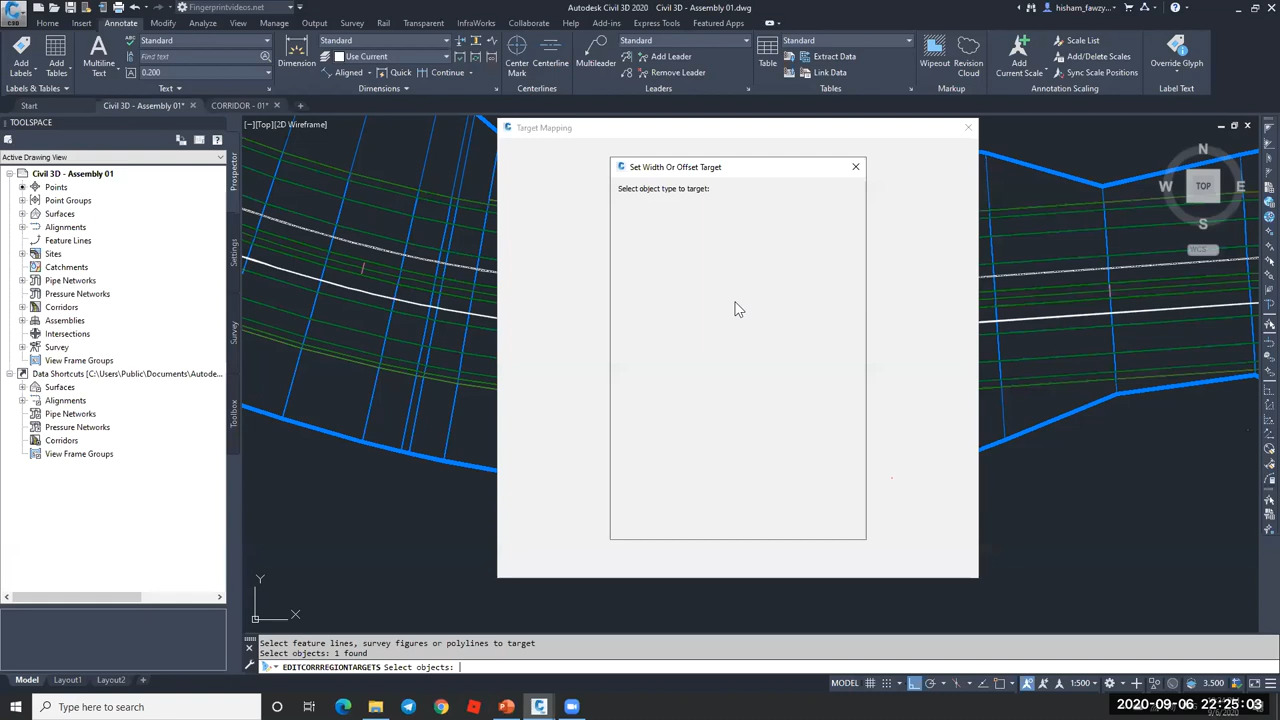 Fingerprintvideos.net
Autodesk Civil 3D 2020 Civil 3D - Assembly 01.dwg
hisham_fawzy...
Home Insert Annotate Modify Analyze View Manage Output Survey Rail Transparent InfraWorks Collaborate Help Add-ins Express Tools Featured Apps
Add Labels
Add Tables
Labels & Tables
Multiline Text
Standard
Find text
0.200
Text
Dimension
Standard
Use Current
Aligned Quick Continue
Dimensions
Center Mark
Centerline
Centerlines
Multileader
Standard
Add Leader
Remove Leader
Leaders
Table
Standard
Extract Data
Link Data
Tables
Wipeout
Revision Cloud
Markup
Add Current Scale
Scale List
Add/Delete Scales
Sync Scale Positions
Annotation Scaling
Override Glyph
Label Text
Start Civil 3D - Assembly 01* CORRIDOR - 01*
TOOLSPACE
[−][Top][2D Wireframe]
Active Drawing View
Civil 3D - Assembly 01
Points
Point Groups
Surfaces
Alignments
Feature Lines
Sites
Catchments
Pipe Networks
Pressure Networks
Corridors
Assemblies
Intersections
Survey
View Frame Groups
Data Shortcuts [C:\Users\Public\Documents\Autode...
Surfaces
Alignments
Pipe Networks
Pressure Networks
Corridors
View Frame Groups
Prospector
Settings
Survey
Toolbox
Target Mapping
Set Width Or Offset Target
Select object type to target:
N
W TOP E
S
WCS
Y
X
Select feature lines, survey figures or polylines to target
Select objects: 1 found
EDITCORRREGIONTARGETS Select objects:
Model Layout1 Layout2
MODEL 1:500 3.500
Type here to search
2020-09-06 22:25:03